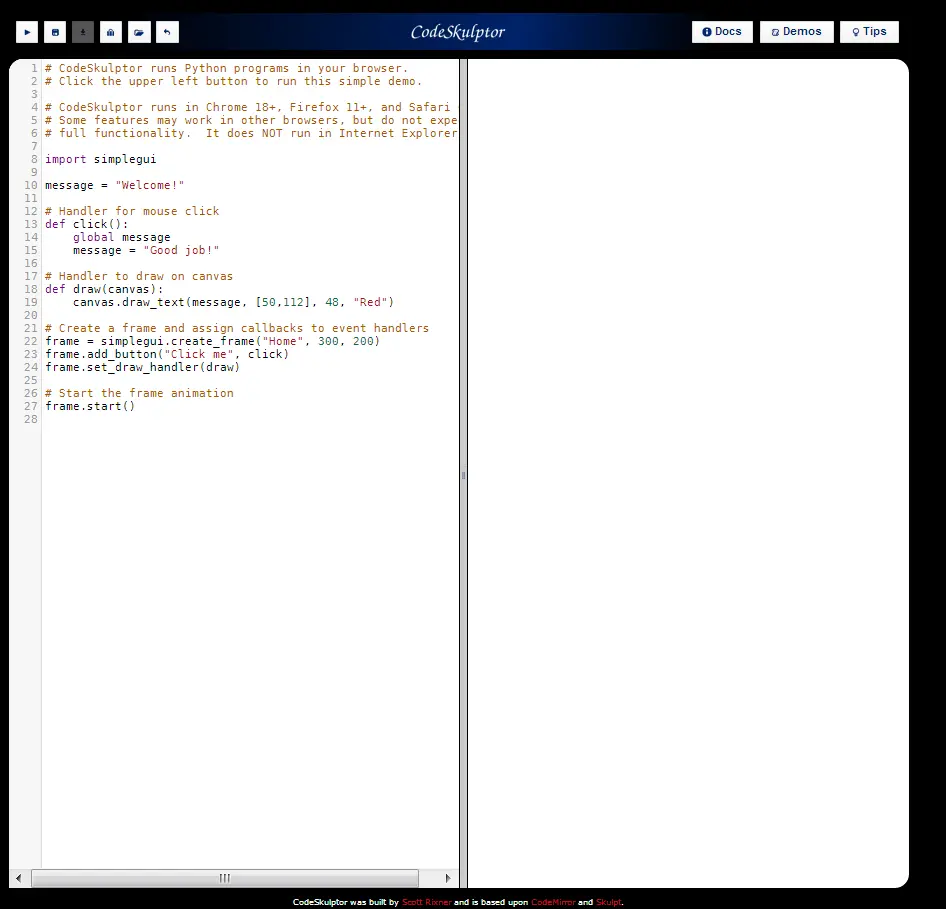 CodeSkulptor
Docs
Demos
Tips
1 # CodeSkulptor runs Python programs in your browser.
2 # Click the upper left button to run this simple demo.
3
4 # CodeSkulptor runs in Chrome 18+, Firefox 11+, and Safari
5 # Some features may work in other browsers, but do not expe
6 # full functionality.  It does NOT run in Internet Explorer
7
8 import simplegui
9
10 message = "Welcome!"
11
12 # Handler for mouse click
13 def click():
14     global message
15     message = "Good job!"
16
17 # Handler to draw on canvas
18 def draw(canvas):
19     canvas.draw_text(message, [50,112], 48, "Red")
20
21 # Create a frame and assign callbacks to event handlers
22 frame = simplegui.create_frame("Home", 300, 200)
23 frame.add_button("Click me", click)
24 frame.set_draw_handler(draw)
25
26 # Start the frame animation
27 frame.start()
28
CodeSkulptor was built by Scott Rixner and is based upon CodeMirror and Skulpt.